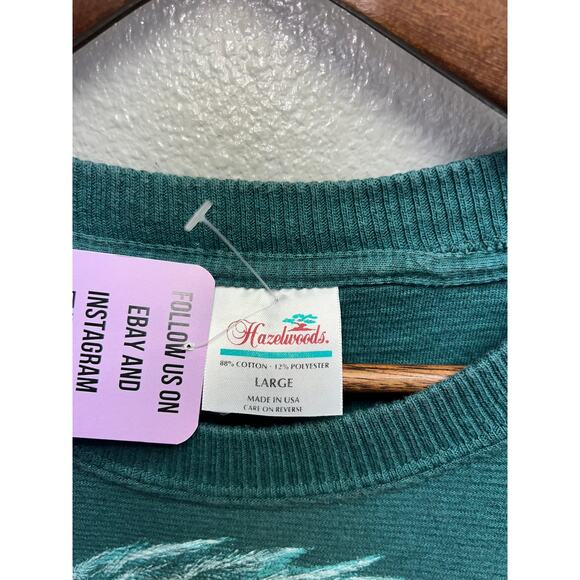 FOLLOW US ON
EBAY AND
INSTAGRAM
Hazelwoods.
88% COTTON · 12% POLYESTER
LARGE
MADE IN USA
CARE ON REVERSE